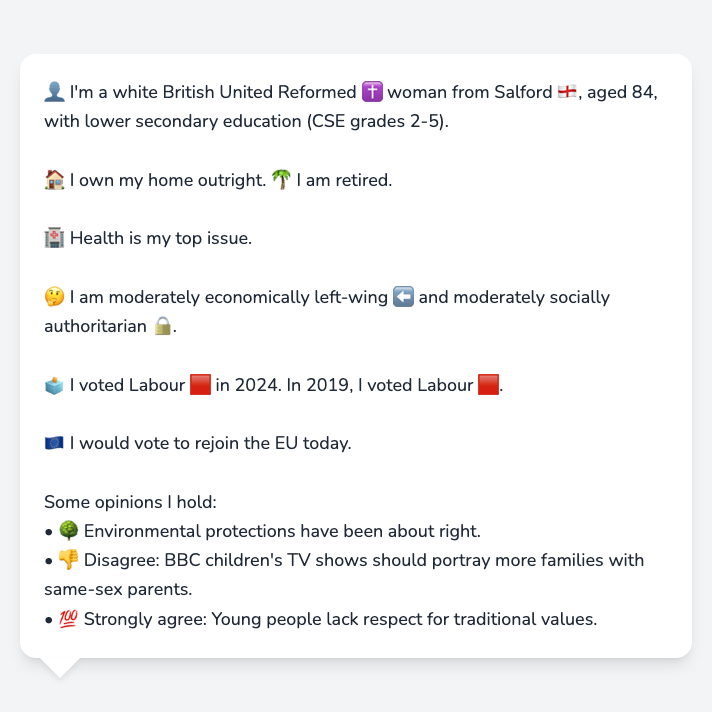 👤 I'm a white British United Reformed ✝️ woman from Salford 🏴󠁧󠁢󠁥󠁮󠁧󠁿, aged 84,
with lower secondary education (CSE grades 2-5).
🏠 I own my home outright. 🌴 I am retired.
🏥 Health is my top issue.
🤔 I am moderately economically left-wing ⬅️ and moderately socially
authoritarian 🔒.
🗳️ I voted Labour 🟥 in 2024. In 2019, I voted Labour 🟥.
🇪🇺 I would vote to rejoin the EU today.
Some opinions I hold:
• 🌳 Environmental protections have been about right.
• 👎 Disagree: BBC children's TV shows should portray more families with
same-sex parents.
• 💯 Strongly agree: Young people lack respect for traditional values.